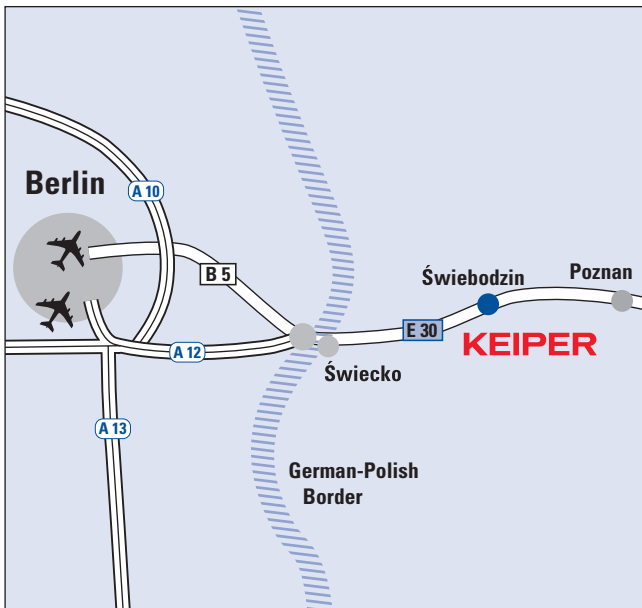 Berlin
A 10
B 5
Świebodzin
Poznan
E 30
KEIPER
A 12
Świecko
A 13
German-Polish
Border